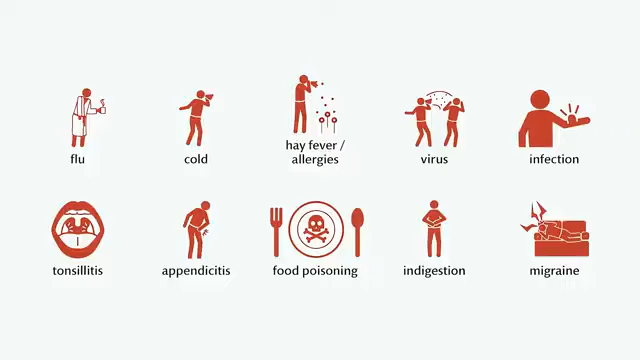 flu
cold
hay fever /
allergies
virus
infection
tonsillitis
appendicitis
food poisoning
indigestion
migraine